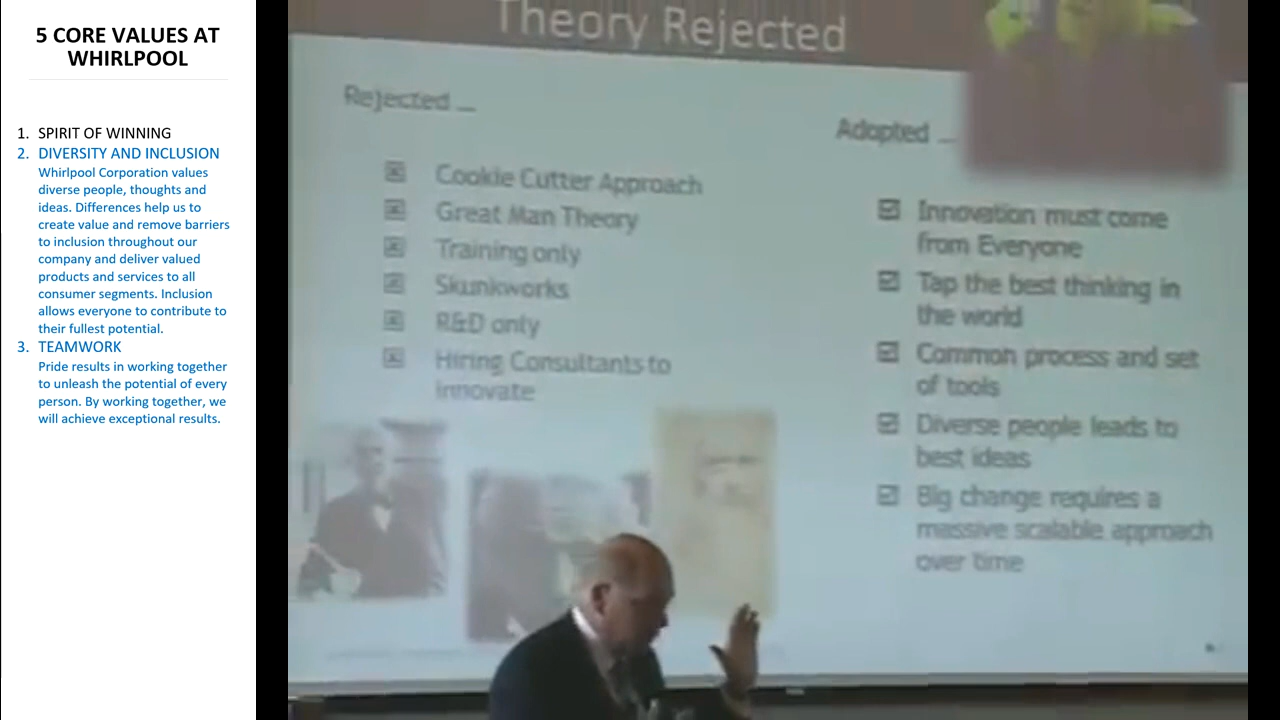 5 CORE VALUES AT
WHIRLPOOL
1. SPIRIT OF WINNING
2. DIVERSITY AND INCLUSION
Whirlpool Corporation values
diverse people, thoughts and
ideas. Differences help us to
create value and remove barriers
to inclusion throughout our
company and deliver valued
products and services to all
consumer segments. Inclusion
allows everyone to contribute to
their fullest potential.
3. TEAMWORK
Pride results in working together
to unleash the potential of every
person. By working together, we
will achieve exceptional results.
Theory Rejected
Rejected ...
Cookie Cutter Approach
Great Man Theory
Training only
Skunkworks
R&D only
Hiring Consultants to
innovate
Adopted ...
Innovation must come
from Everyone
Tap the best thinking in
the world
Common process and set
of tools
Diverse people leads to
best ideas
Big change requires a
massive scalable approach
over time